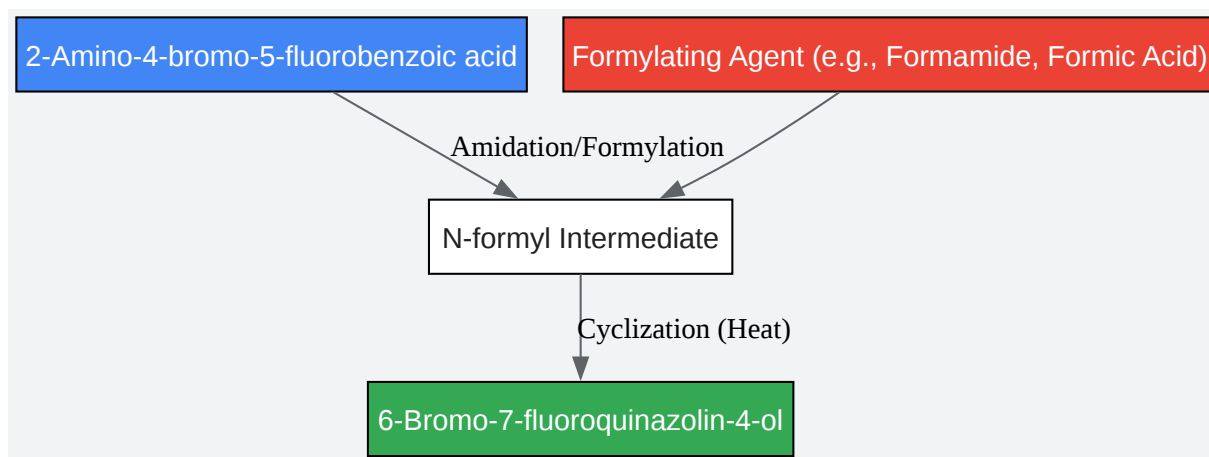 2-Amino-4-bromo-5-fluorobenzoic acid
Formylating Agent (e.g., Formamide, Formic Acid)
Amidation/Formylation
N-formyl Intermediate
Cyclization (Heat)
6-Bromo-7-fluoroquinazolin-4-ol